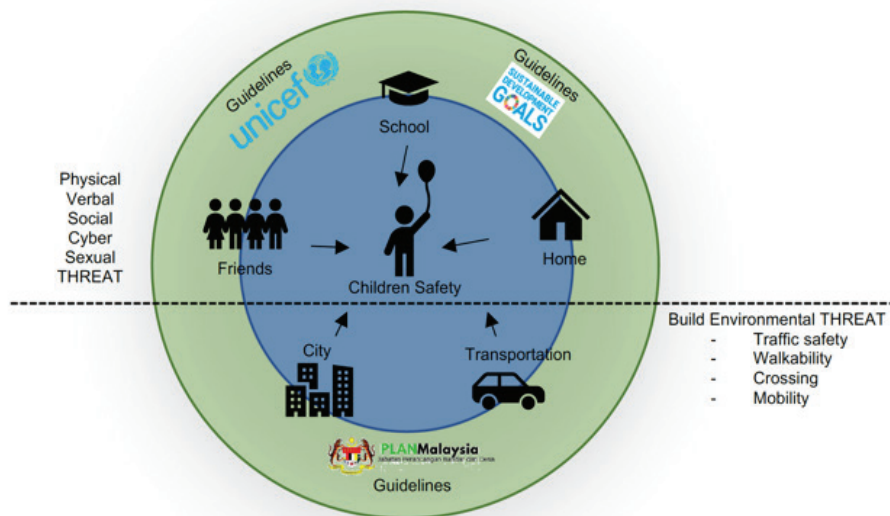 Guidelines
unicef
Guidelines
SUSTAINABLE
DEVELOPMENT
GOALS
School
Physical
Verbal
Social
Cyber
Sexual
THREAT
Friends
Home
Children Safety
Build Environmental THREAT
- Traffic safety
- Walkability
- Crossing
- Mobility
City
Transportation
PLANMalaysia
Guidelines